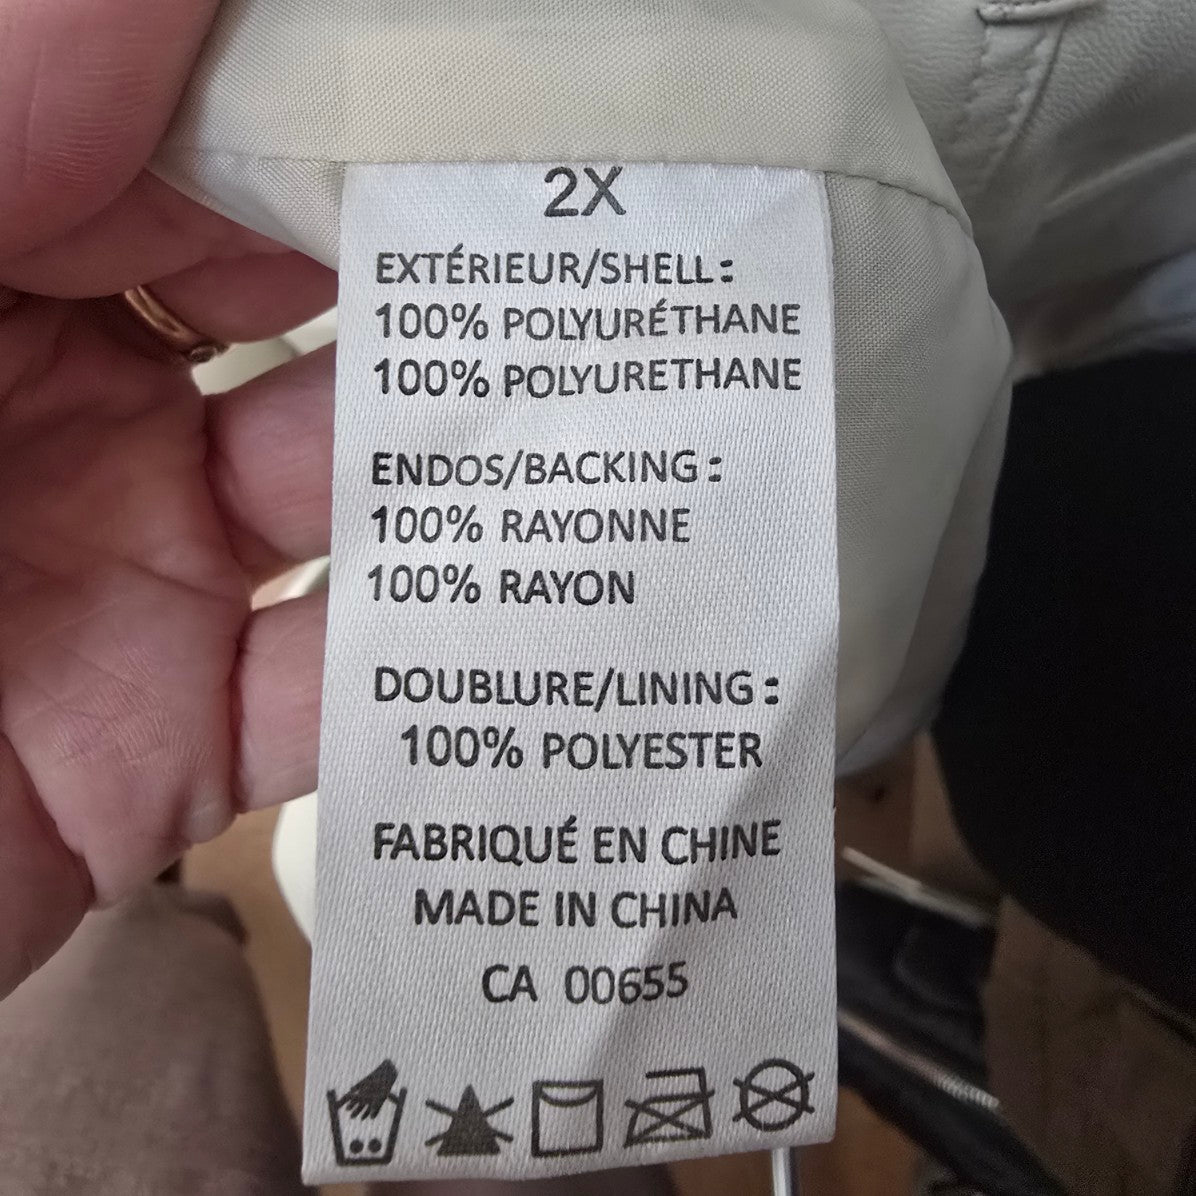 2X
EXTÉRIEUR/SHELL:
100% POLYURÉTHANE
100% POLYURETHANE
ENDOS/BACKING:
100% RAYONNE
100% RAYON
DOUBLURE/LINING:
100% POLYESTER
FABRIQUÉ EN CHINE
MADE IN CHINA
CA 00655